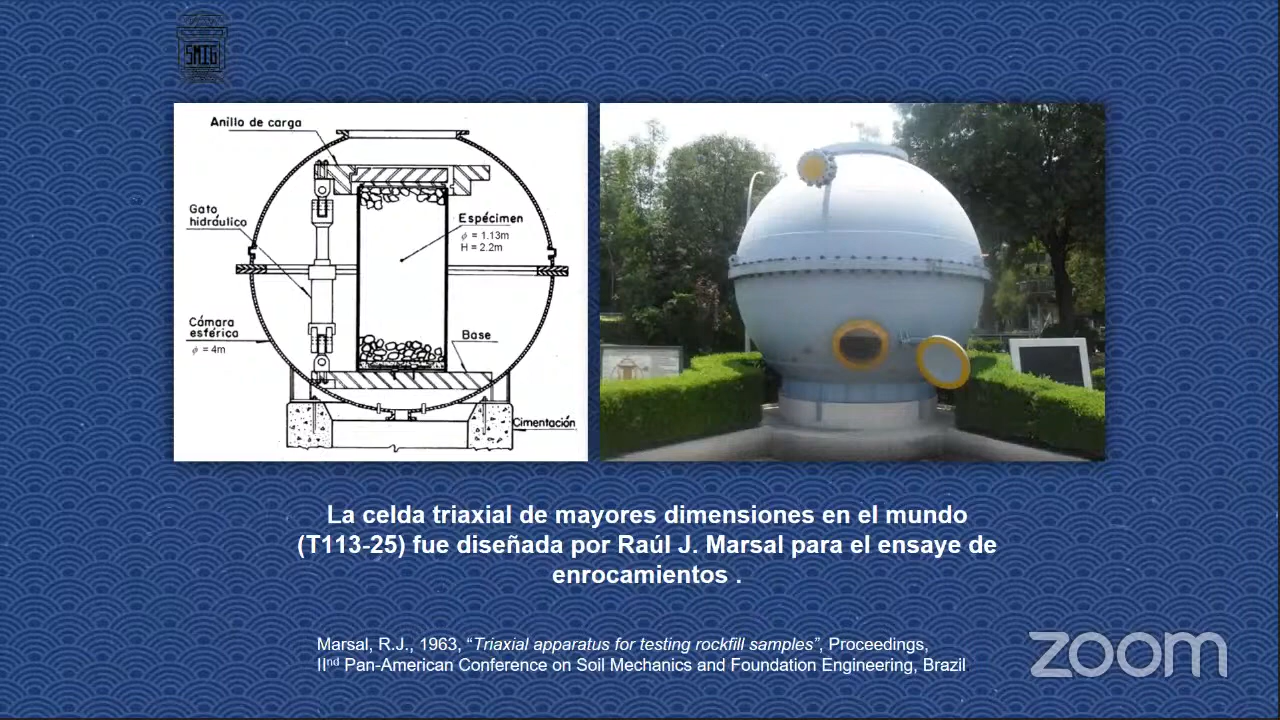 SMIG
Anillo de carga
Gato
hidráulico
Espécimen
ϕ = 1.13m
H = 2.2m
Cámara
esférica
ϕ = 4m
Base
Cimentación
La celda triaxial de mayores dimensiones en el mundo
(T113-25) fue diseñada por Raúl J. Marsal para el ensaye de
enrocamientos .
Marsal, R.J., 1963, “Triaxial apparatus for testing rockfill samples”, Proceedings,
IInd Pan-American Conference on Soil Mechanics and Foundation Engineering, Brazil
zoom